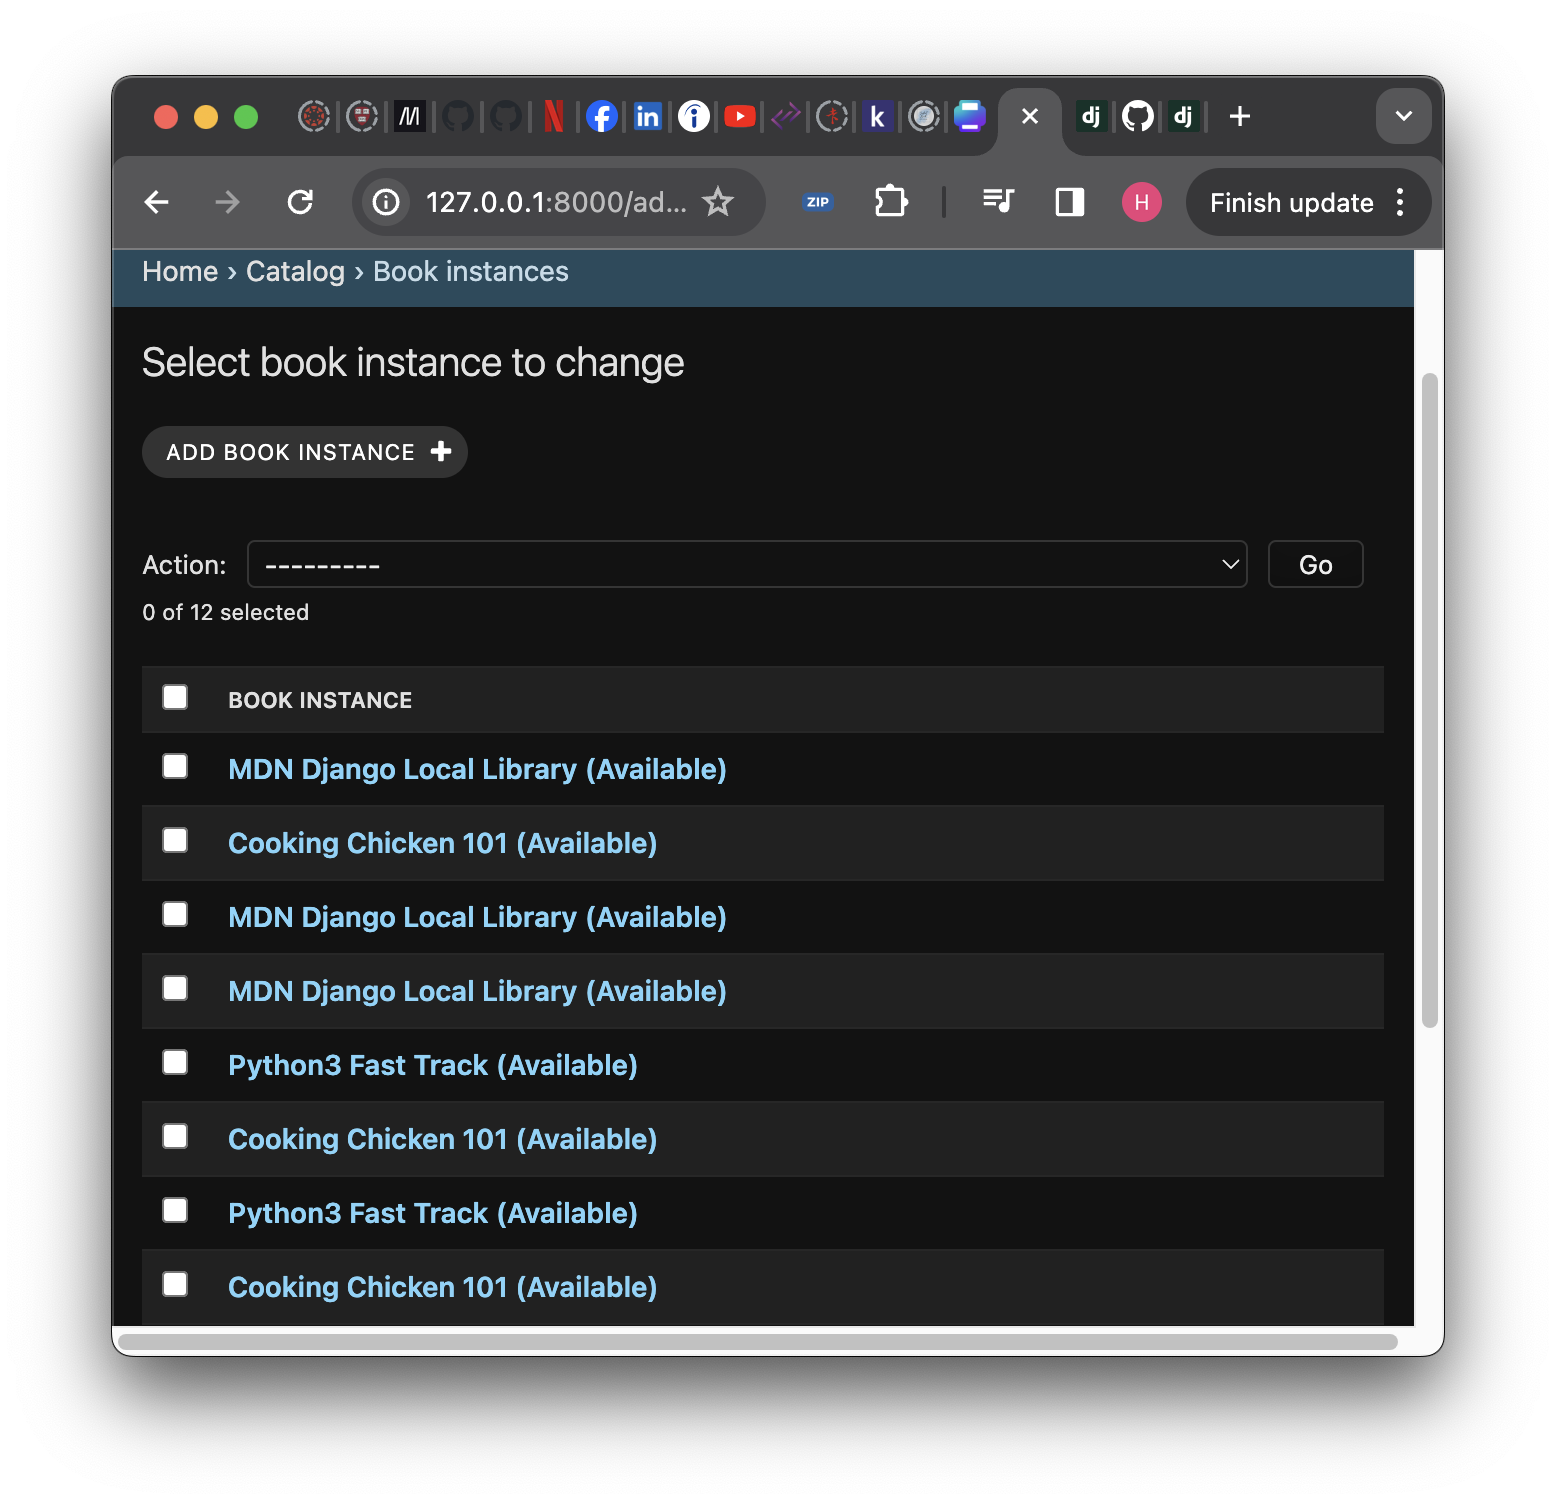 127.0.0.1:8000/ad...
ZIP
H
Finish update
Home › Catalog › Book instances
Select book instance to change
ADD BOOK INSTANCE +
Action: --------- Go
0 of 12 selected
BOOK INSTANCE
MDN Django Local Library (Available)
Cooking Chicken 101 (Available)
MDN Django Local Library (Available)
MDN Django Local Library (Available)
Python3 Fast Track (Available)
Cooking Chicken 101 (Available)
Python3 Fast Track (Available)
Cooking Chicken 101 (Available)